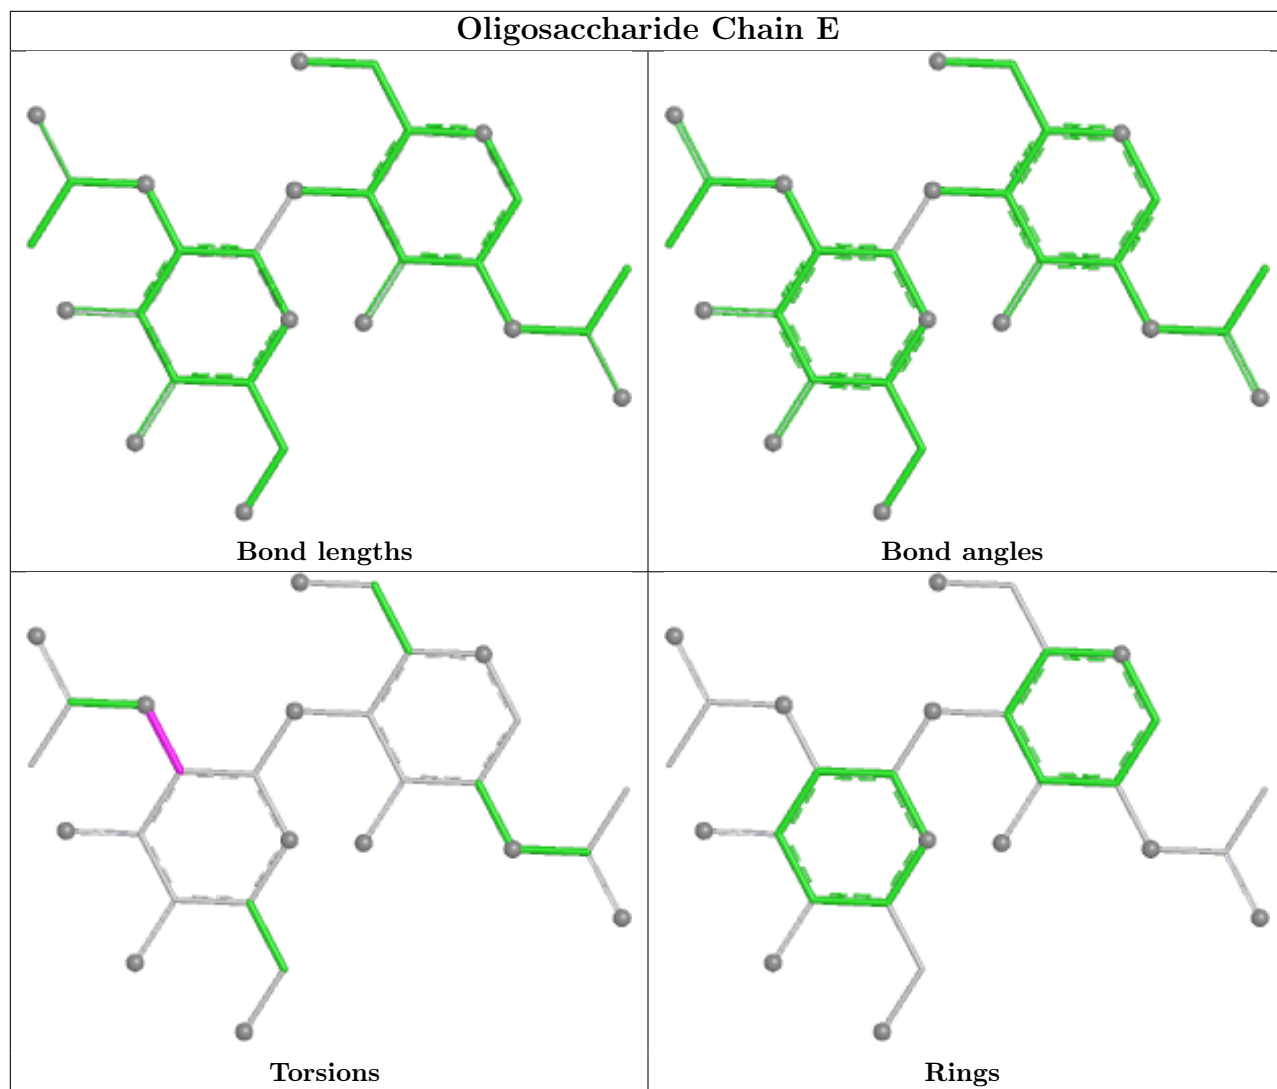 Oligosaccharide Chain E
Bond lengths
Bond angles
Torsions
Rings